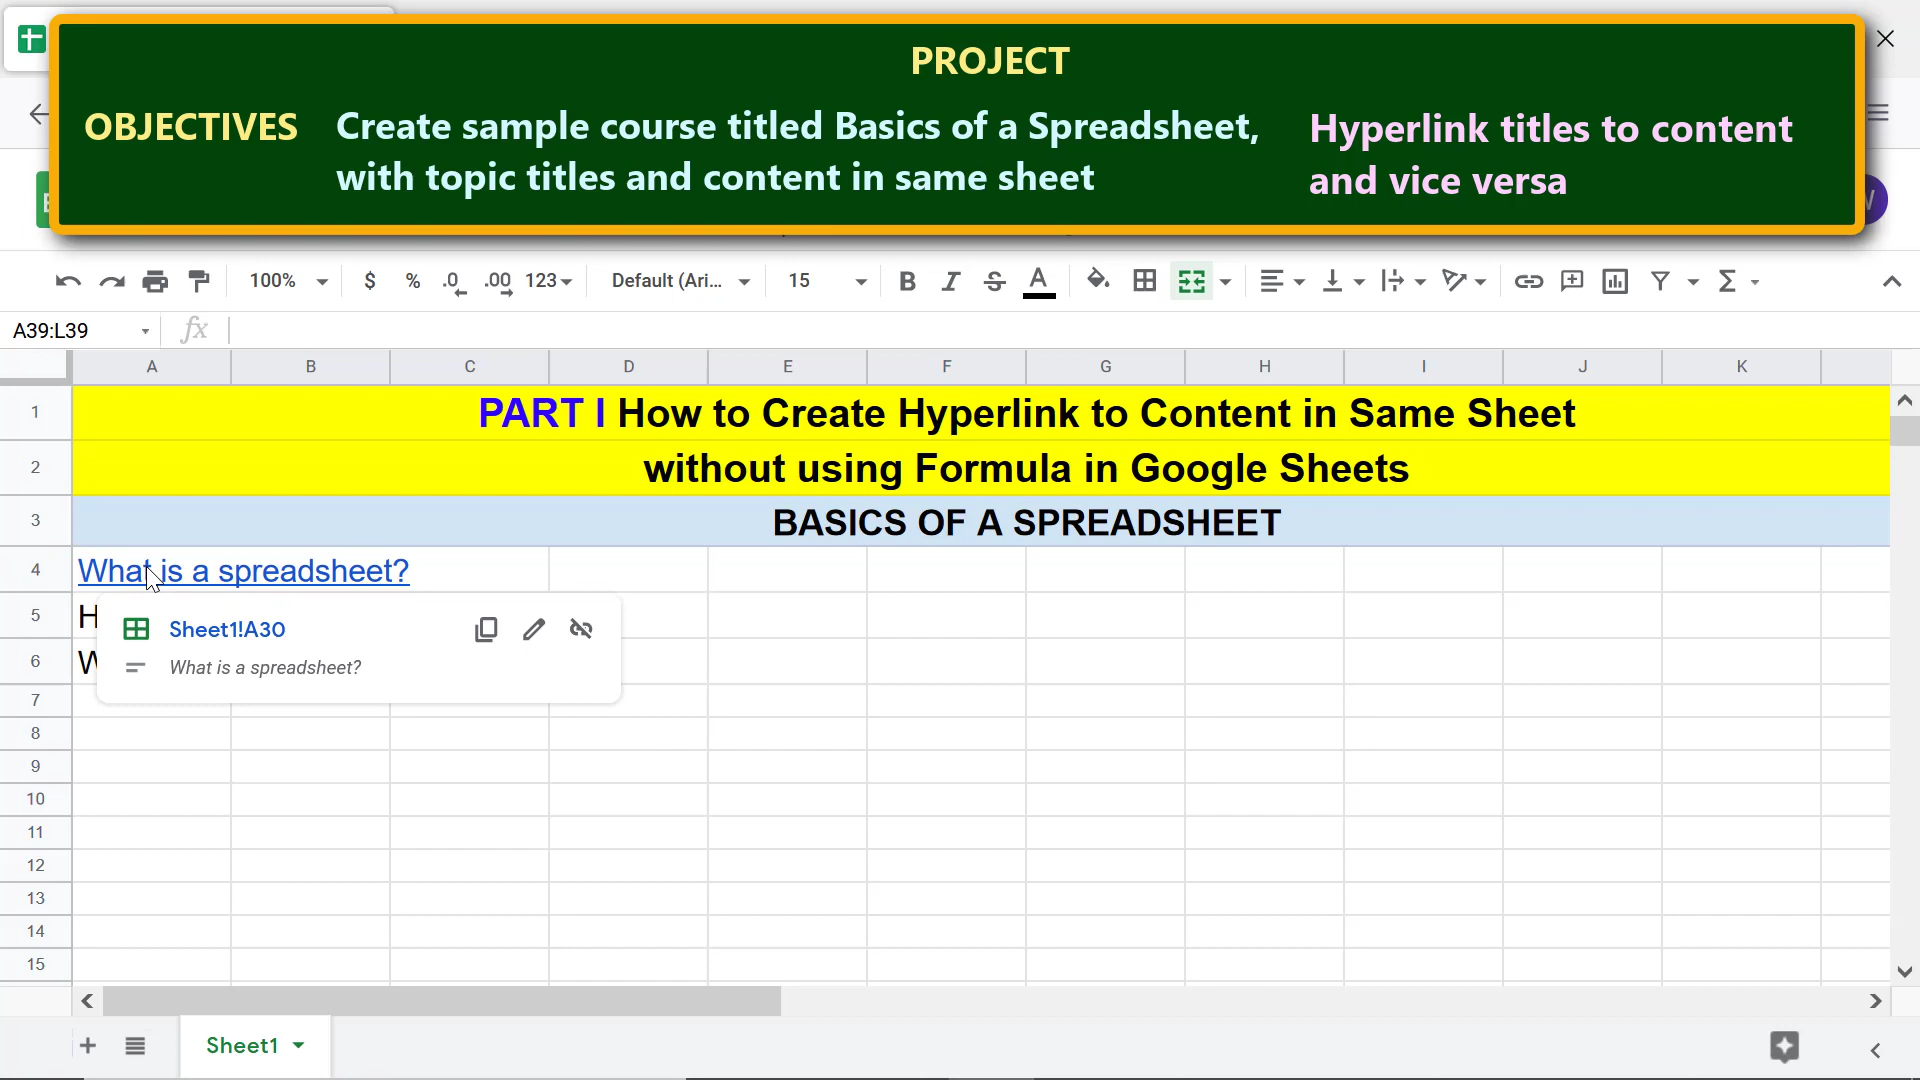 PROJECT
OBJECTIVES Create sample course titled Basics of a Spreadsheet, Hyperlink titles to content
with topic titles and content in same sheet and vice versa
100% $ % .0 .00 123 Default (Ari... 15 B I S A
A39:L39 fx
A B C D E F G H I J K
1 PART I How to Create Hyperlink to Content in Same Sheet
2 without using Formula in Google Sheets
3 BASICS OF A SPREADSHEET
4 What is a spreadsheet?
5 H
Sheet1!A30
6 W
What is a spreadsheet?
7
8
9
10
11
12
13
14
15
Sheet1